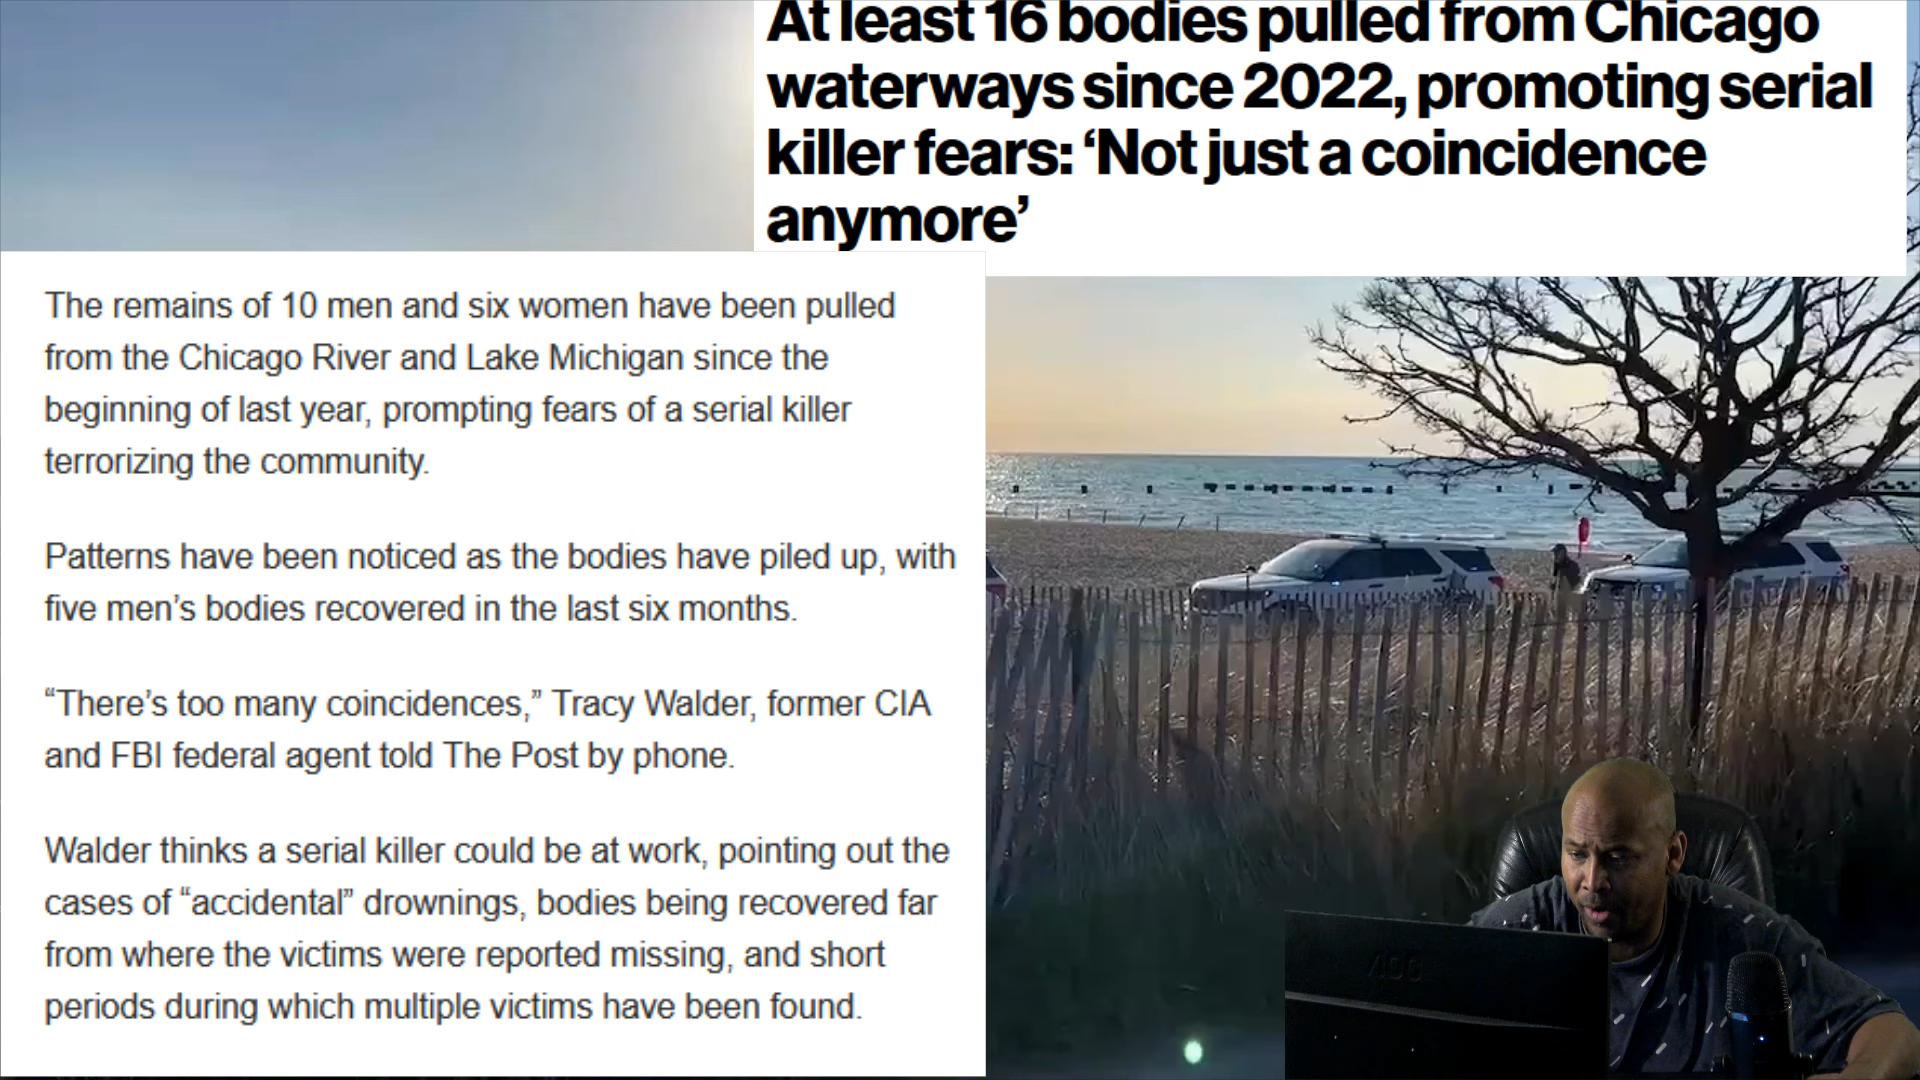 At least 16 bodies pulled from Chicago
waterways since 2022, promoting serial
killer fears: ‘Not just a coincidence
anymore’
The remains of 10 men and six women have been pulled
from the Chicago River and Lake Michigan since the
beginning of last year, prompting fears of a serial killer
terrorizing the community.
Patterns have been noticed as the bodies have piled up, with
five men’s bodies recovered in the last six months.
“There’s too many coincidences,” Tracy Walder, former CIA
and FBI federal agent told The Post by phone.
Walder thinks a serial killer could be at work, pointing out the
cases of “accidental” drownings, bodies being recovered far
from where the victims were reported missing, and short
periods during which multiple victims have been found.